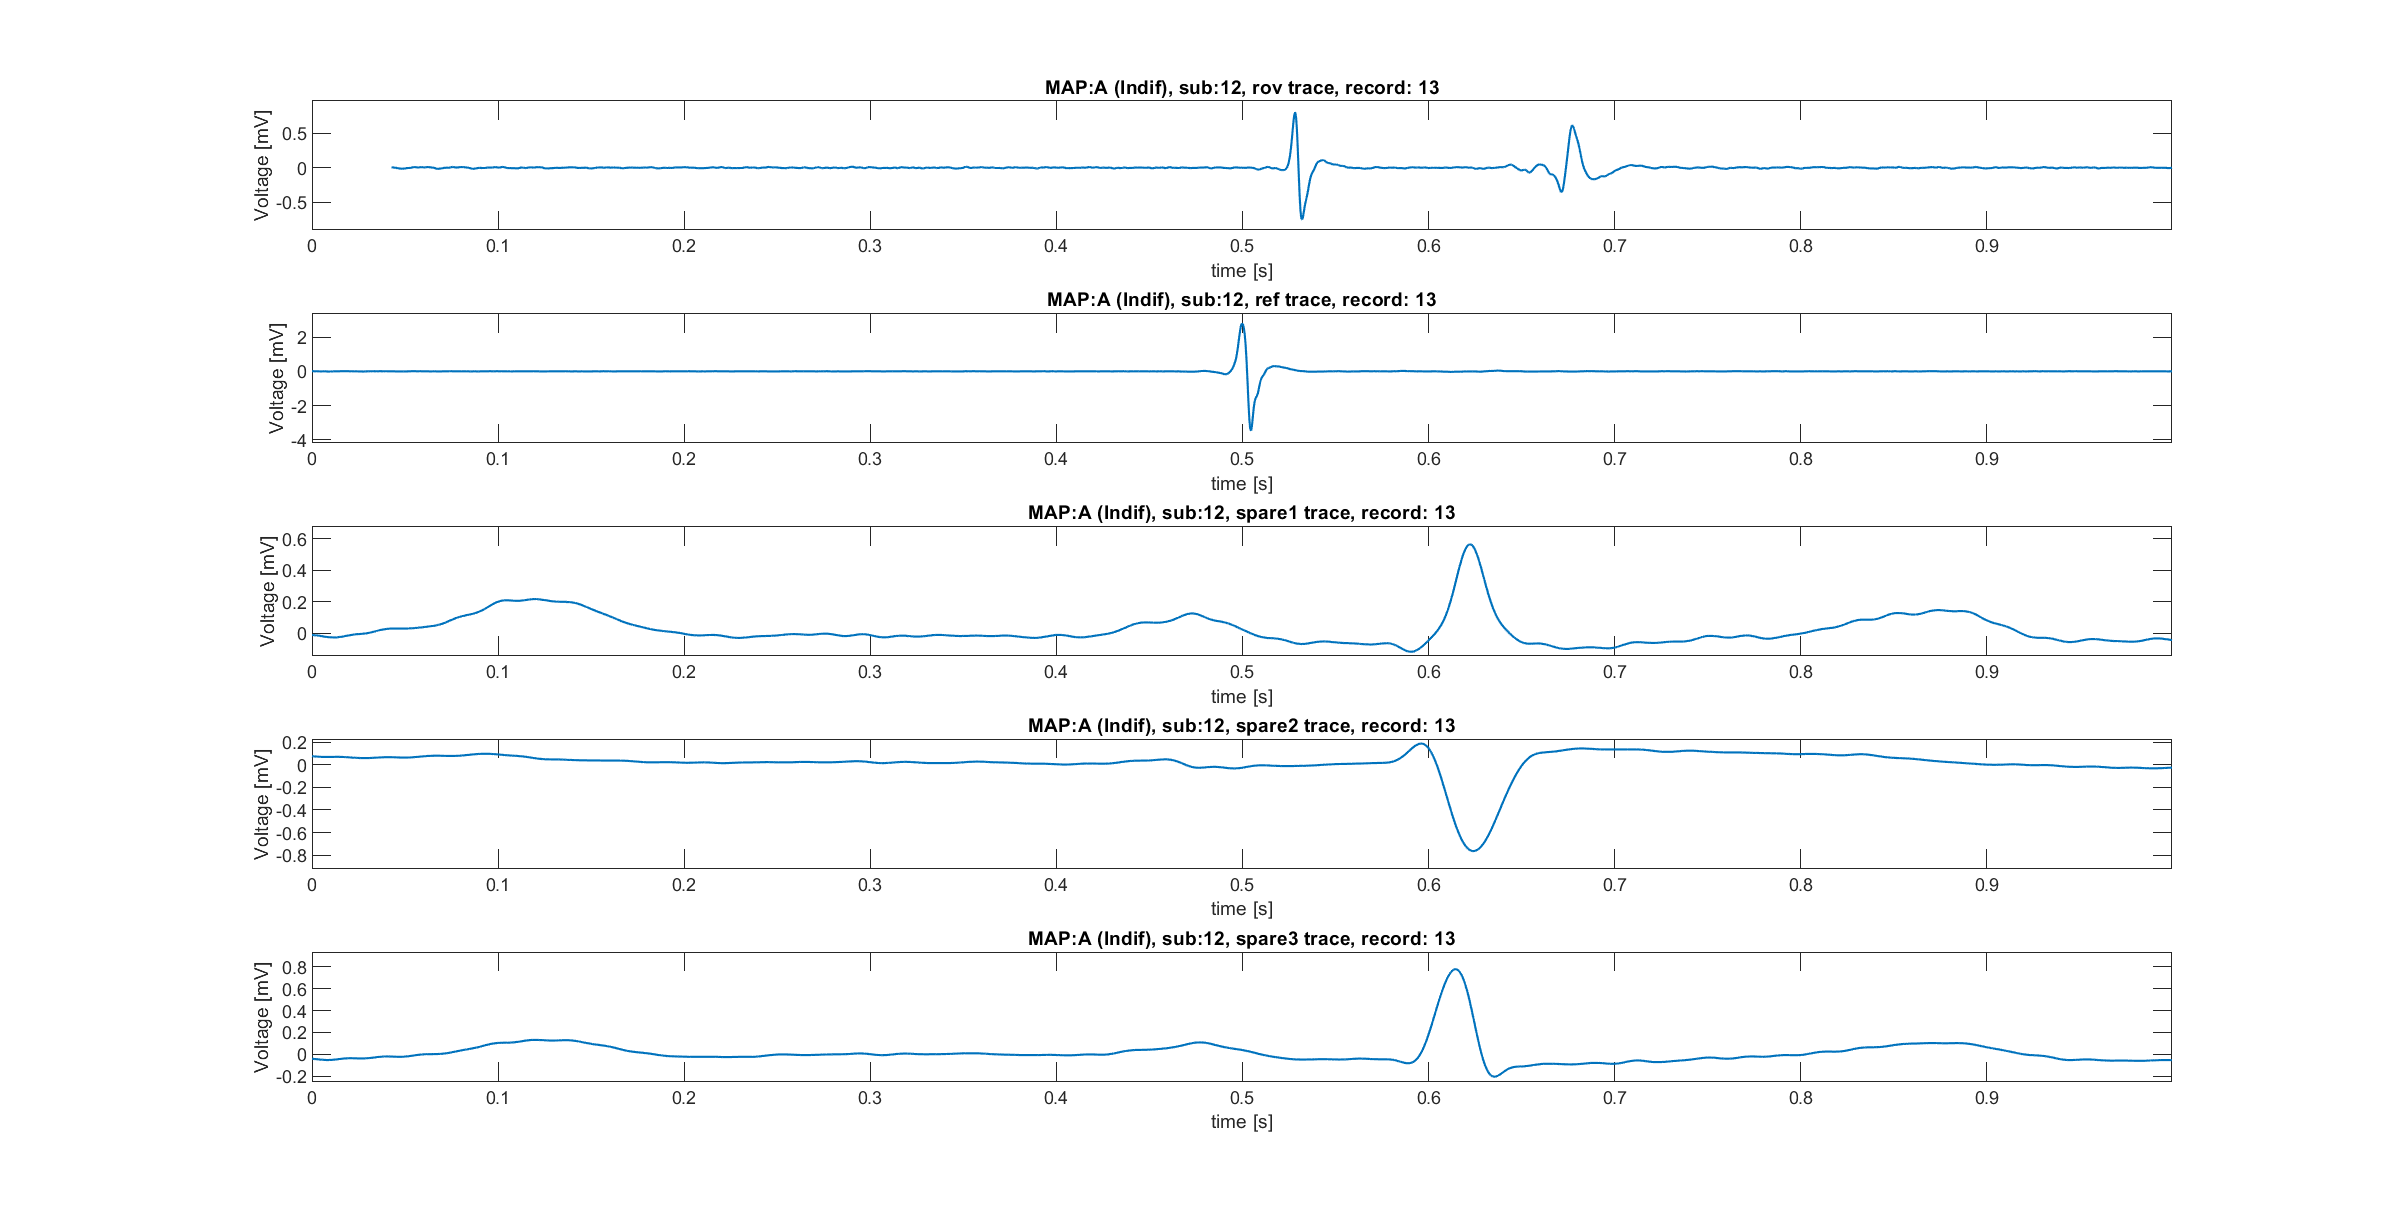 MAP:A (Indif), sub:12, rov trace, record: 13
Voltage [mV]
0.5
0
-0.5
0 0.1 0.2 0.3 0.4 0.5 0.6 0.7 0.8 0.9
time [s]
MAP:A (Indif), sub:12, ref trace, record: 13
Voltage [mV]
2
0
-2
-4
0 0.1 0.2 0.3 0.4 0.5 0.6 0.7 0.8 0.9
time [s]
MAP:A (Indif), sub:12, spare1 trace, record: 13
Voltage [mV]
0.6
0.4
0.2
0
0 0.1 0.2 0.3 0.4 0.5 0.6 0.7 0.8 0.9
time [s]
MAP:A (Indif), sub:12, spare2 trace, record: 13
Voltage [mV]
0.2
0
-0.2
-0.4
-0.6
-0.8
0 0.1 0.2 0.3 0.4 0.5 0.6 0.7 0.8 0.9
time [s]
MAP:A (Indif), sub:12, spare3 trace, record: 13
Voltage [mV]
0.8
0.6
0.4
0.2
0
-0.2
0 0.1 0.2 0.3 0.4 0.5 0.6 0.7 0.8 0.9
time [s]